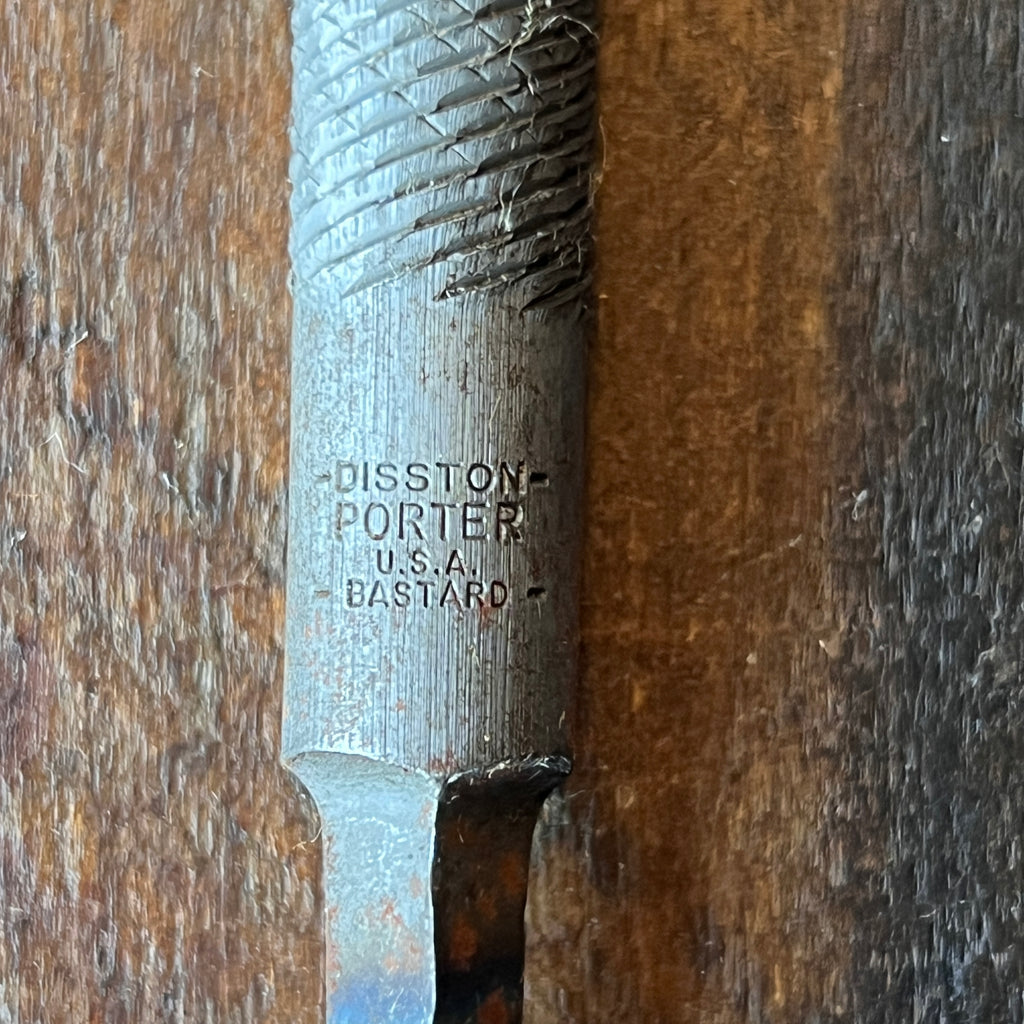 -DISSTON-
PORTER
U.S.A.
- BASTARD -